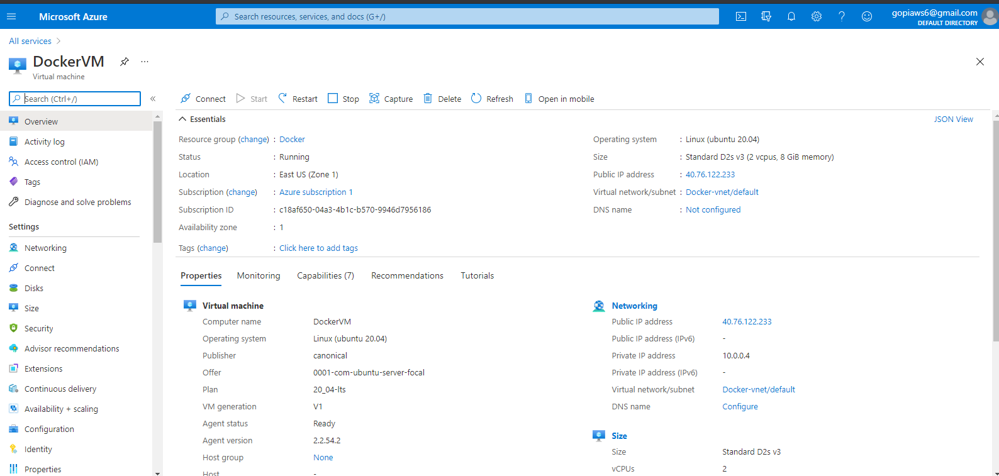 Microsoft Azure
Search resources, services, and docs (G+/)
gopiaws6@gmail.com
DEFAULT DIRECTORY
All services
DockerVM
Virtual machine
Search (Ctrl+/)
Connect Start Restart Stop Capture Delete Refresh Open in mobile
Overview
Activity log
Access control (IAM)
Tags
Diagnose and solve problems
Settings
Networking
Connect
Disks
Size
Security
Advisor recommendations
Extensions
Continuous delivery
Availability + scaling
Configuration
Identity
Properties
Essentials
JSON View
Resource group (change) : Docker
Status : Running
Location : East US (Zone 1)
Subscription (change) : Azure subscription 1
Subscription ID : c18af650-04a3-4b1c-b570-9946d7956186
Availability zone : 1
Tags (change) : Click here to add tags
Operating system : Linux (ubuntu 20.04)
Size : Standard D2s v3 (2 vcpus, 8 GiB memory)
Public IP address : 40.76.122.233
Virtual network/subnet : Docker-vnet/default
DNS name : Not configured
Properties Monitoring Capabilities (7) Recommendations Tutorials
Virtual machine
Computer name DockerVM
Operating system Linux (ubuntu 20.04)
Publisher canonical
Offer 0001-com-ubuntu-server-focal
Plan 20_04-lts
VM generation V1
Agent status Ready
Agent version 2.2.54.2
Host group None
Host -
Networking
Public IP address 40.76.122.233
Public IP address (IPv6) -
Private IP address 10.0.0.4
Private IP address (IPv6) -
Virtual network/subnet Docker-vnet/default
DNS name Configure
Size
Size Standard D2s v3
vCPUs 2